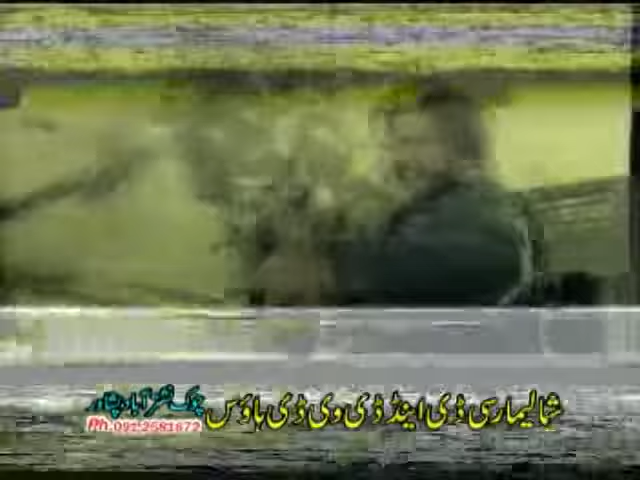 شالیمار سی ڈی اینڈ ڈی وی ڈی ہاؤس
چوک نشتر آباد پشاور
Ph.091.2581672